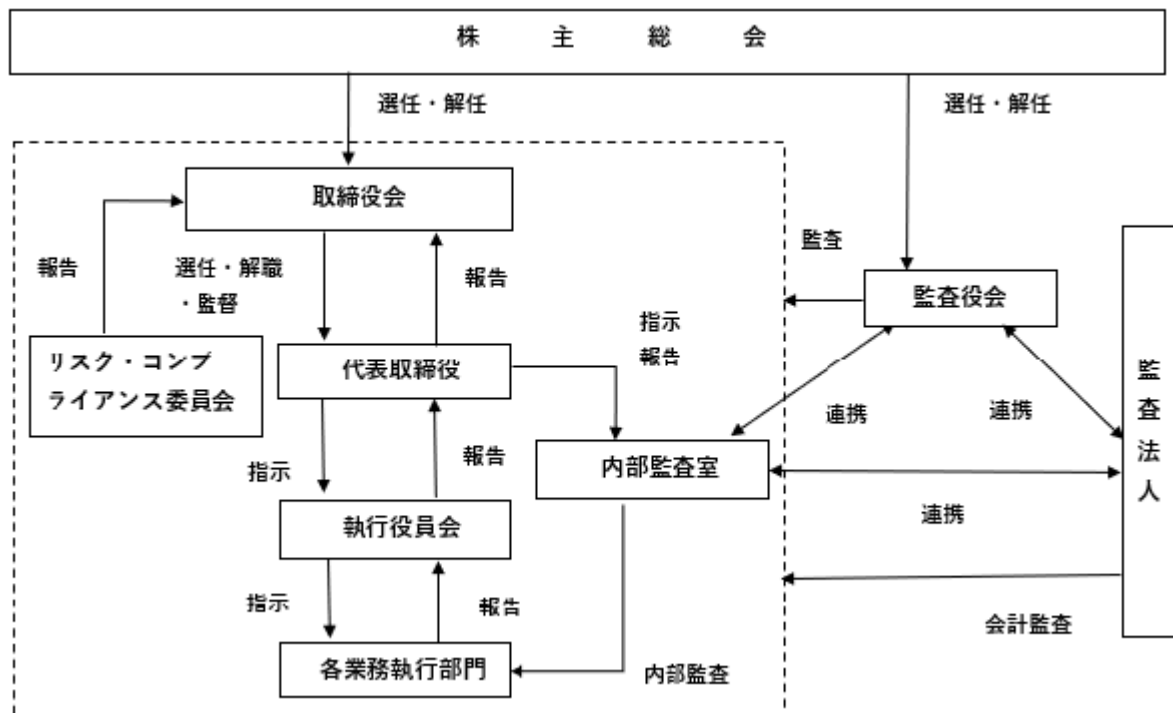 株主総会
選任・解任
選任・解任
取締役会
監査
報告
選任・解職
・監督
報告
監査役会
指示
報告
リスク・コンプ
ライアンス委員会
代表取締役
監査法人
連携
連携
報告
指示
内部監査室
連携
執行役員会
指示
報告
会計監査
各業務執行部門
内部監査